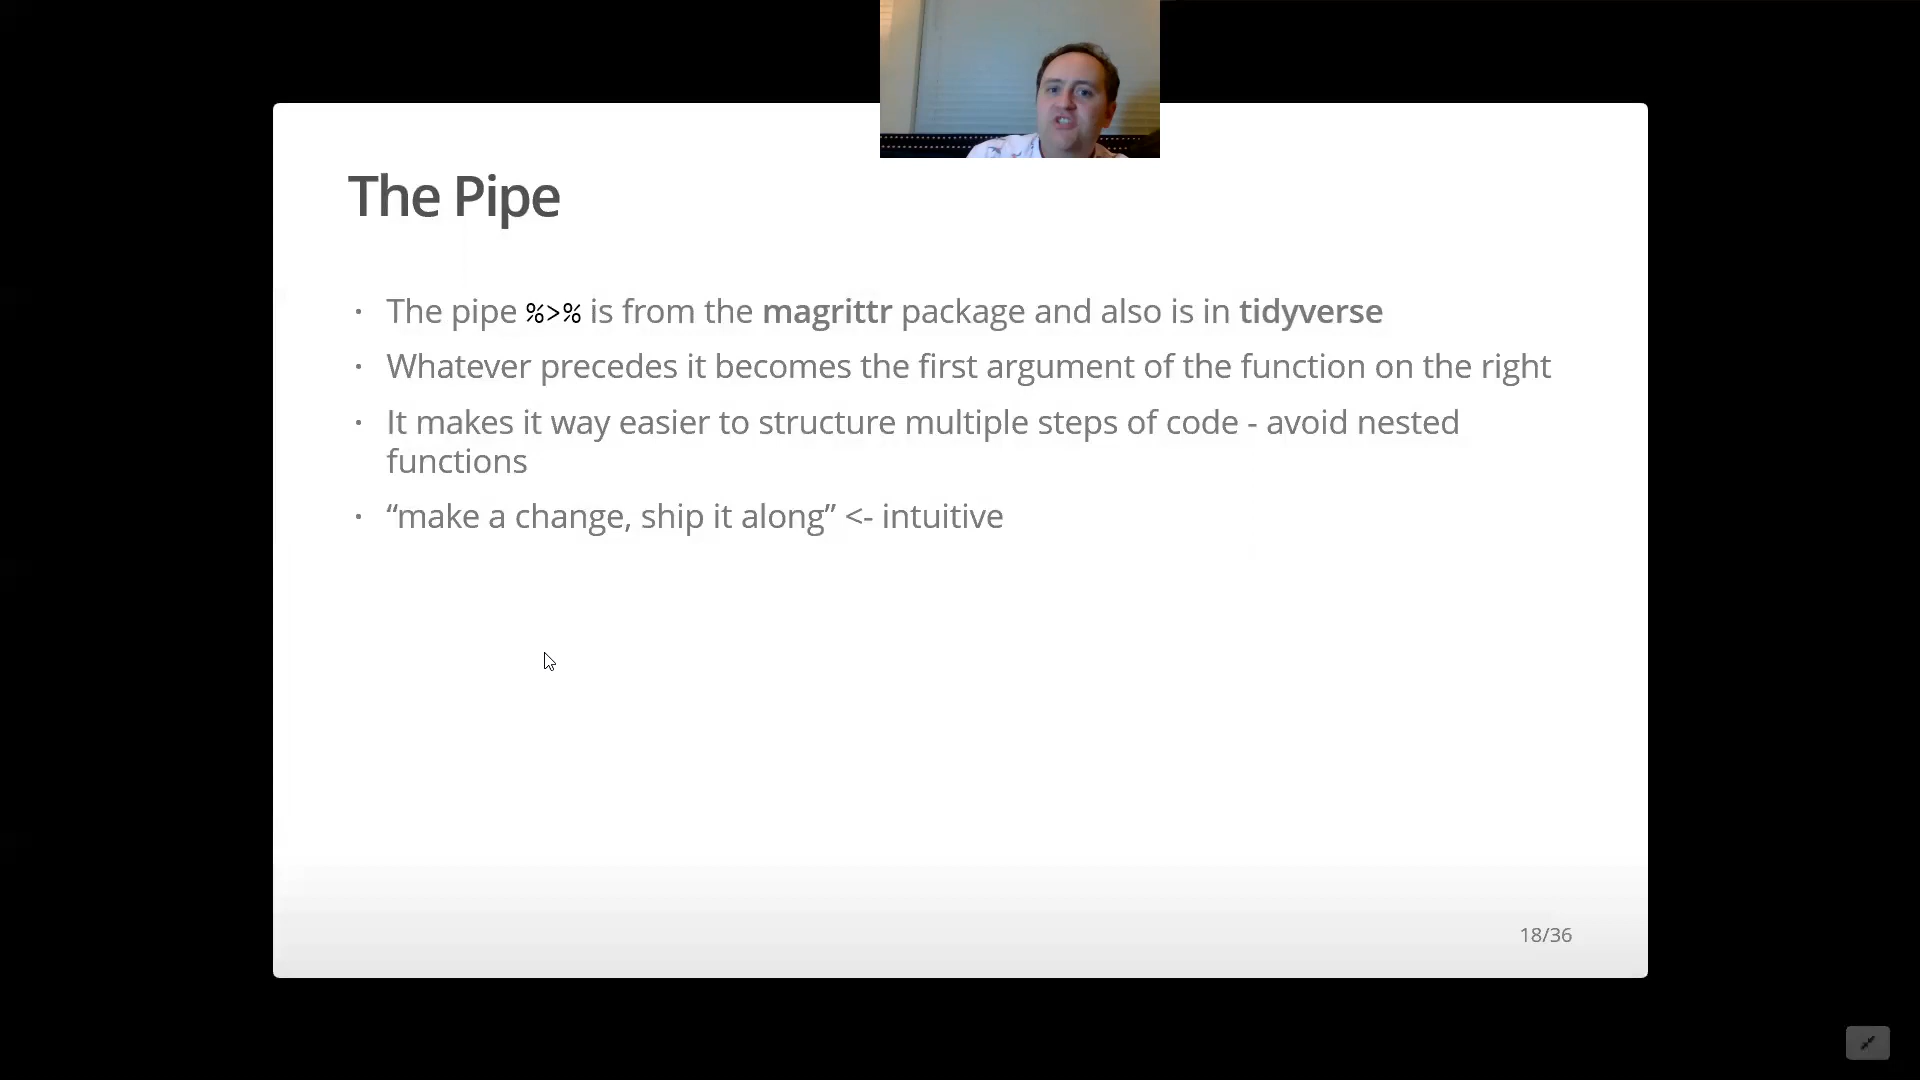 The Pipe
· The pipe %>% is from the magrittr package and also is in tidyverse
· Whatever precedes it becomes the first argument of the function on the right
· It makes it way easier to structure multiple steps of code - avoid nested
functions
· “make a change, ship it along” <- intuitive
18/36